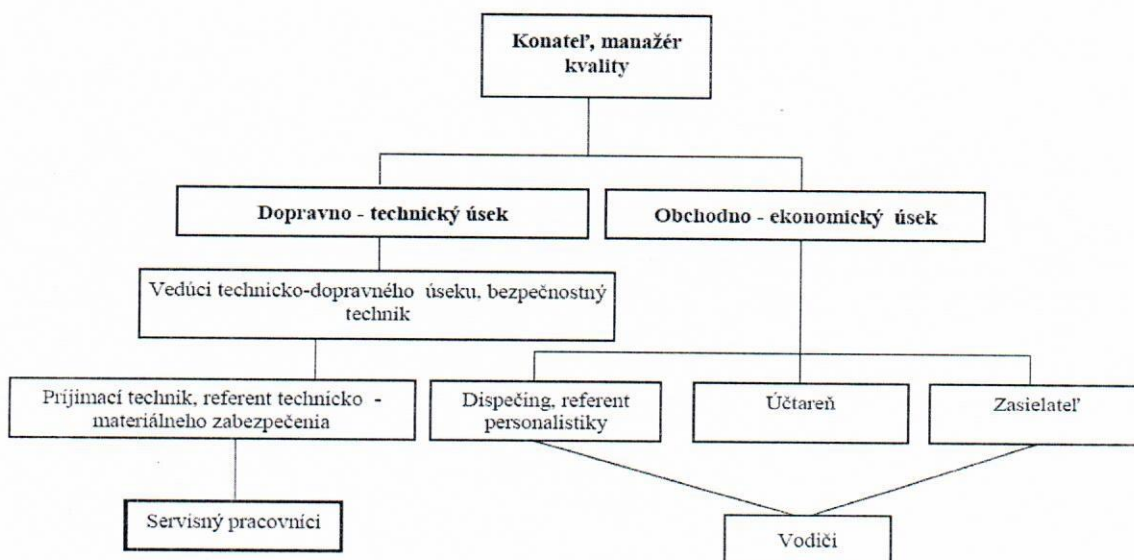 Konateľ, manažér
kvality
Dopravno - technický úsek
Obchodno - ekonomický úsek
Vedúci technicko-dopravného úseku, bezpečnostný
technik
Príjimací technik, referent technicko -
materiálneho zabezpečenia
Dispečing, referent
personalistiky
Účtareň
Zasielateľ
Servisný pracovníci
Vodiči